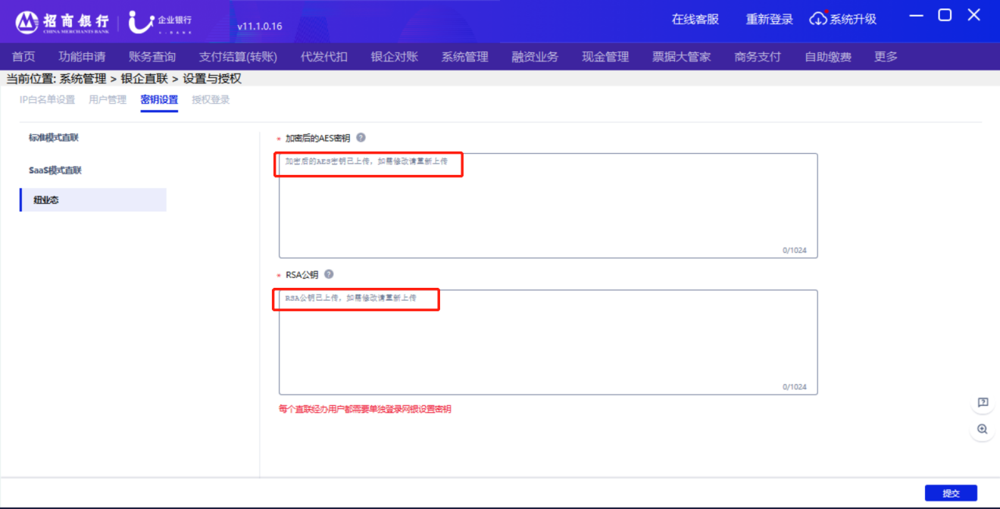 招商银行
CHINA MERCHANTS BANK
企业银行
U-BANK
v11.1.0.16
在线客服
重新登录
系统升级
首页 功能申请 账务查询 支付结算(转账) 代发代扣 银企对账 系统管理 融资业务 现金管理 票据大管家 商务支付 自助缴费 更多
当前位置: 系统管理 > 银企直联 > 设置与授权
IP白名单设置 用户管理 密钥设置 授权登录
标准模式直联
SaaS模式直联
纽业态
* 加密后的AES密钥
加密后的AES密钥已上传，如需修改请重新上传
0/1024
* RSA公钥
RSA公钥已上传，如需修改请重新上传
0/1024
每个直联经办用户都需要单独登录网银设置密钥
提交